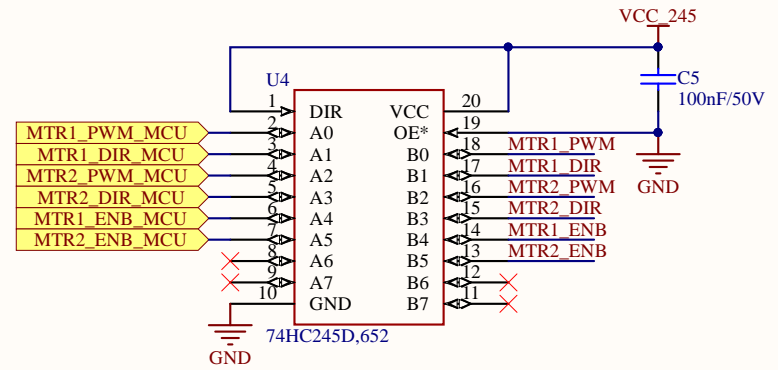 VCC_245
U4
C5
100nF/50V
1 DIR VCC 20
MTR1_PWM_MCU 2 A0 OE* 19
MTR1_DIR_MCU 3 A1 B0 18 MTR1_PWM
MTR2_PWM_MCU 4 A2 B1 17 MTR1_DIR
MTR2_DIR_MCU 5 A3 B2 16 MTR2_PWM
MTR1_ENB_MCU 6 A4 B3 15 MTR2_DIR
MTR2_ENB_MCU 7 A5 B4 14 MTR1_ENB
8 A6 B5 13 MTR2_ENB
9 A7 B6 12
10 GND B7 11
GND
74HC245D,652
GND